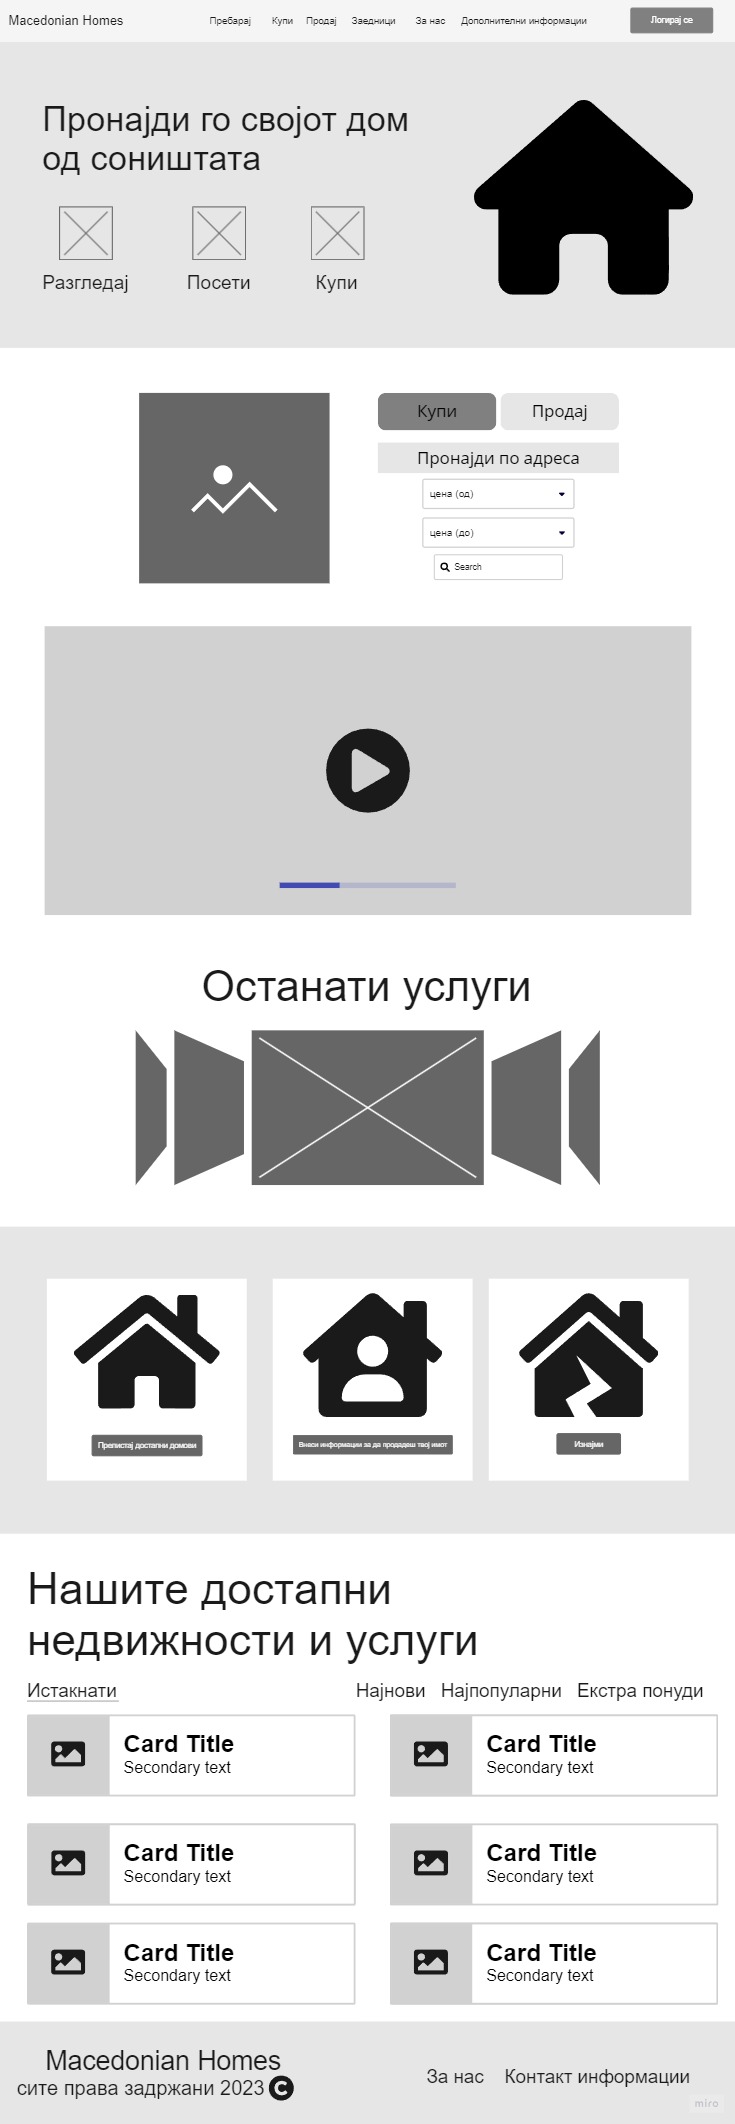 Macedonian Homes
Пребарај Купи Продај Заедници За нас Дополнителни информации
Логирај се
Пронајди го својот дом
од соништата
Разгледај Посети Купи
Купи Продај
Пронајди по адреса
цена (од)
цена (до)
Search
Останати услуги
Препистај достапни домови
Внеси информации за да продадеш твој имот
Изнајми
Нашите достапни
недвижности и услуги
Истакнати Најнови Најпопуларни Екстра понуди
Card Title Card Title
Secondary text Secondary text
Card Title Card Title
Secondary text Secondary text
Card Title Card Title
Secondary text Secondary text
Macedonian Homes
сите права задржани 2023 C
За нас Контакт информации
miro